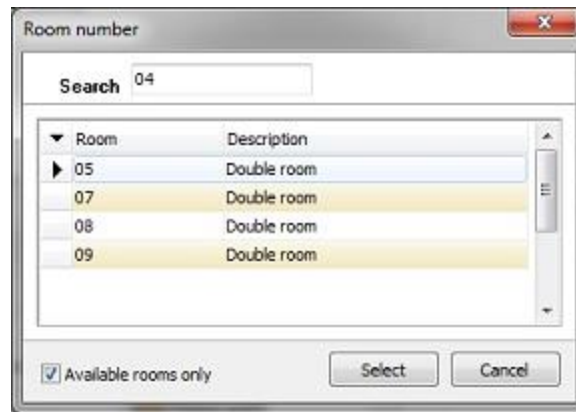 Room number
Search 04
Room Description
05 Double room
07 Double room
08 Double room
09 Double room
Available rooms only Select Cancel